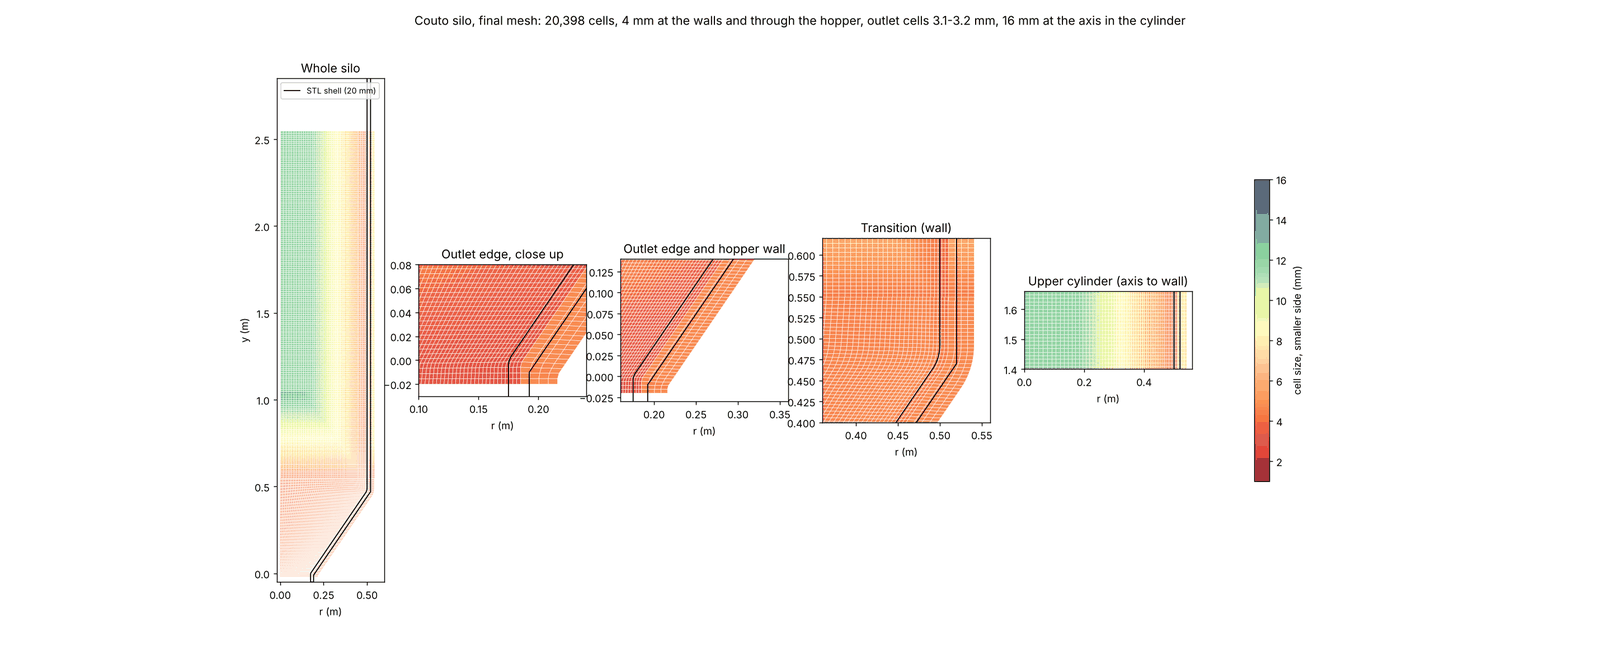 Couto silo, final mesh: 20,398 cells, 4 mm at the walls and through the hopper, outlet cells 3.1-3.2 mm, 16 mm at the axis in the cylinder
Whole silo
STL shell (20 mm)
2.5
2.0
1.5
1.0
0.5
0.0
y (m)
0.00 0.25 0.50
r (m)
Outlet edge, close up
0.08
0.06
0.04
0.02
0.00
−0.02
0.10 0.15 0.20
r (m)
Outlet edge and hopper wall
0.125
0.100
0.075
0.050
0.025
0.000
−0.025
0.20 0.25 0.30 0.35
r (m)
Transition (wall)
0.600
0.575
0.550
0.525
0.500
0.475
0.450
0.425
0.400
0.40 0.45 0.50 0.55
r (m)
Upper cylinder (axis to wall)
1.6
1.5
1.4
0.0 0.2 0.4
r (m)
16
14
12
10
8
6
4
2
cell size, smaller side (mm)